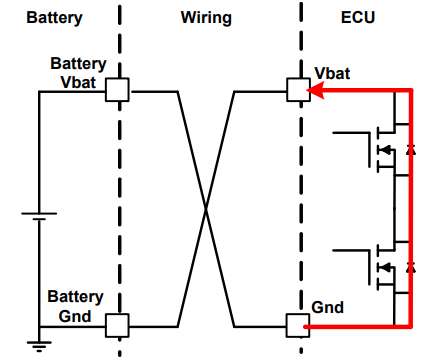 Battery
Wiring
ECU
Battery
Vbat
Vbat
Battery
Gnd
Gnd